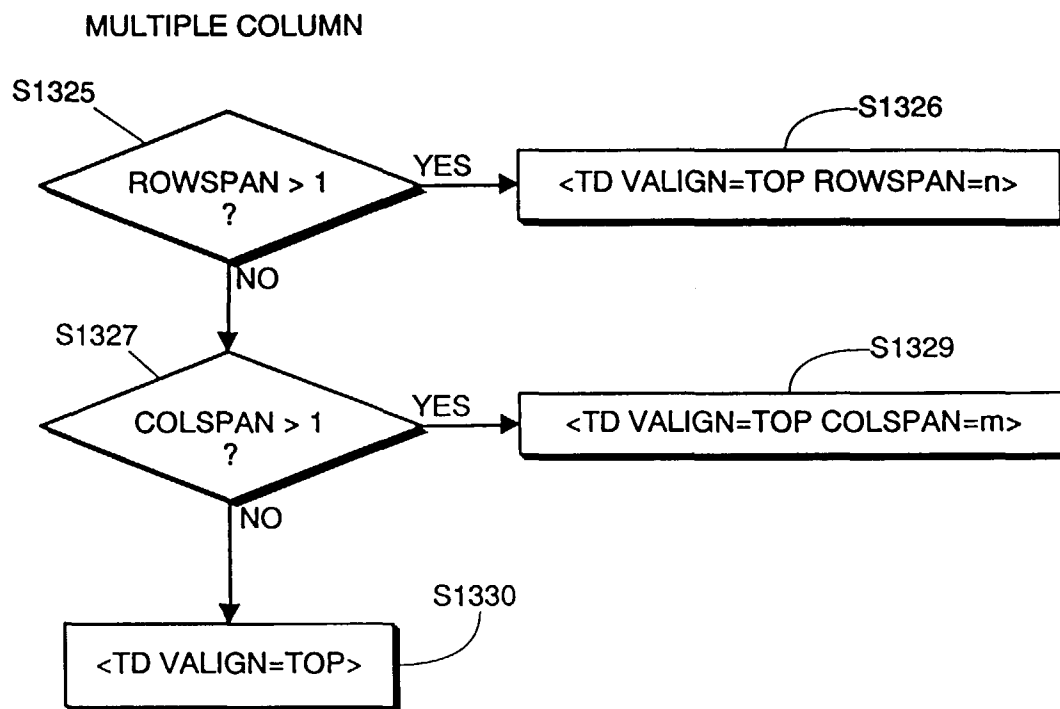 MULTIPLE COLUMN
S1325
S1326
ROWSPAN > 1
?
YES
<TD VALIGN=TOP ROWSPAN=n>
NO
S1327
S1329
COLSPAN > 1
?
YES
<TD VALIGN=TOP COLSPAN=m>
NO
S1330
<TD VALIGN=TOP>